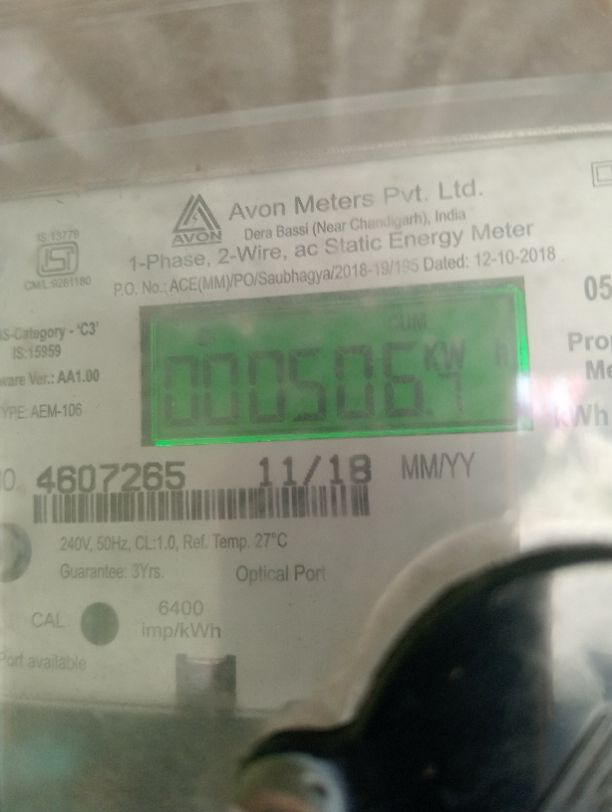 Avon Meters Pvt. Ltd.
AVON
Dera Bassi (Near Chandigarh), India
1-Phase, 2-Wire, ac Static Energy Meter
P.O. No.: ACE(MM)/PO/Saubhagya/2018-19/195 Dated: 12-10-2018
IS:13779
CM/L:9281180
S-Category - 'C3'
IS:15959
ware Ver.: AA1.00
YPE: AEM-106
CUM
000506.7 KW H
05
Pro
Me
kWh
4607265 11/18 MM/YY
240V, 50Hz, CL:1.0, Ref. Temp. 27°C
Guarantee: 3Yrs. Optical Port
CAL 6400
imp/kWh
Port available